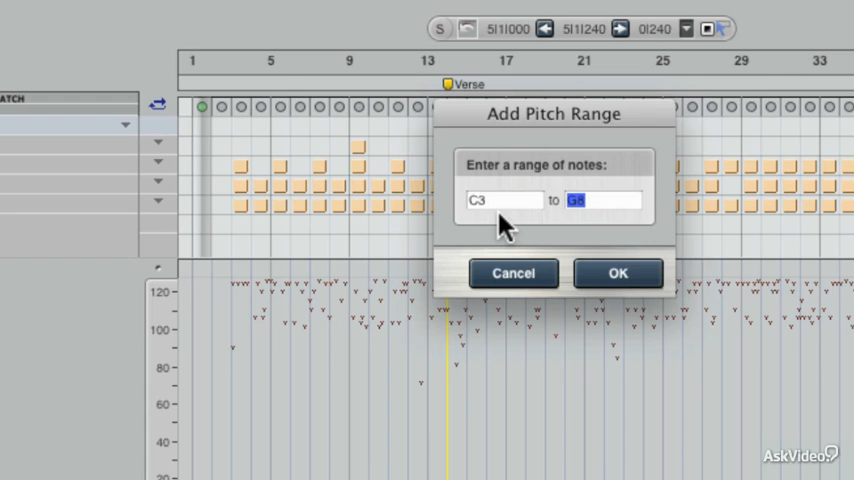 S 5|1|000 5|1|240 0|240
1 5 9 13 17 21 25 29 33
Verse
ATCH
Add Pitch Range
Enter a range of notes:
C3 to G8
Cancel OK
120
100
80
60
40
20
AskVideo